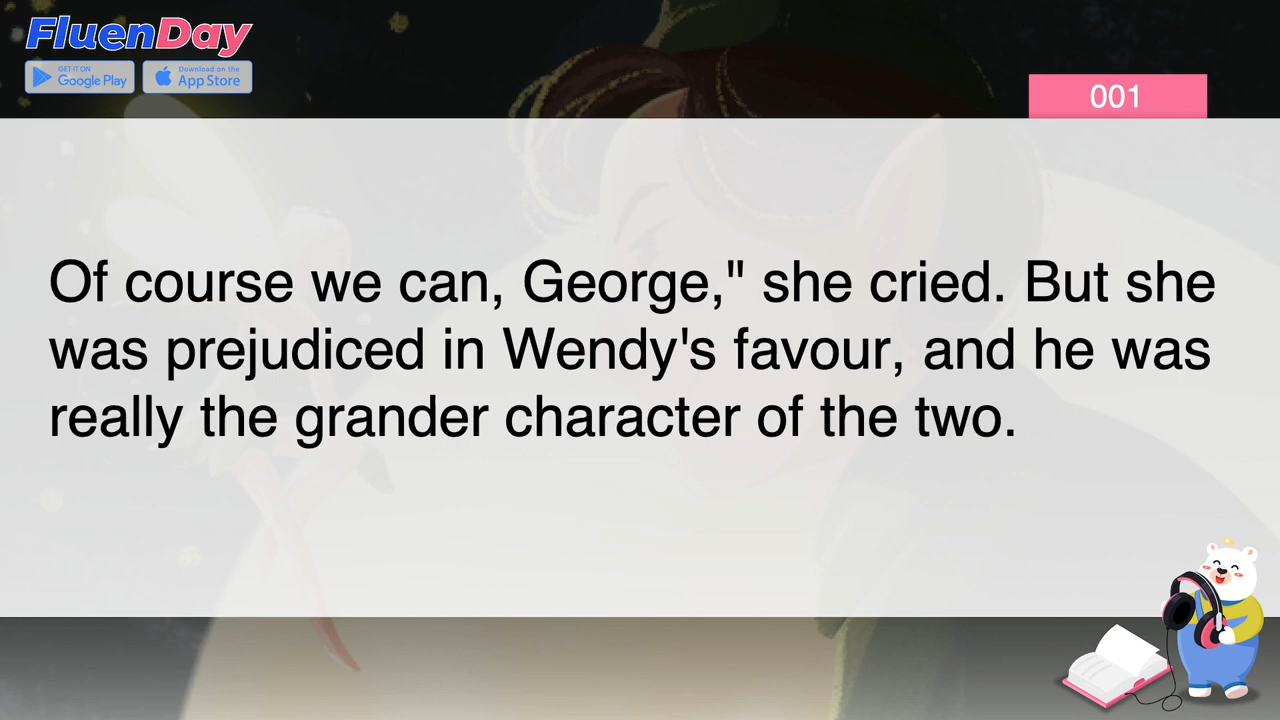 FluenDay
GET IT ON
Google Play
Download on the
App Store
001
Of course we can, George," she cried. But she
was prejudiced in Wendy's favour, and he was
really the grander character of the two.